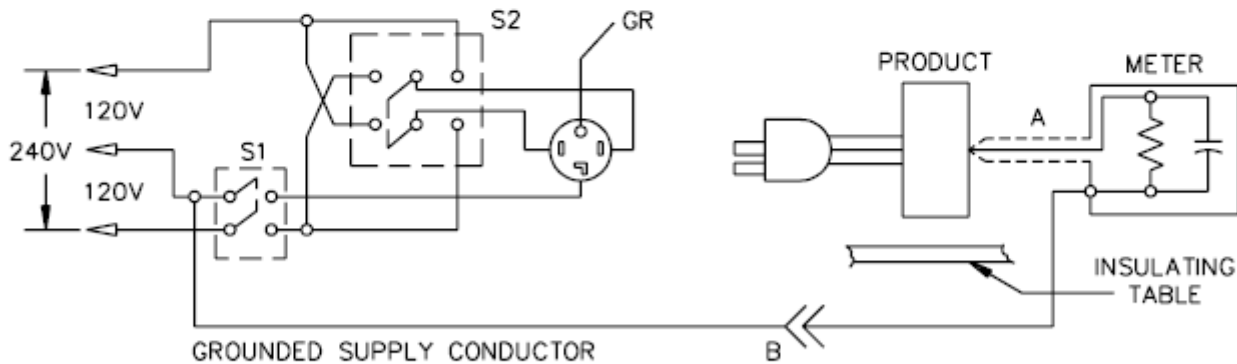 S2
GR
PRODUCT
METER
120V
A
240V
S1
120V
INSULATING
TABLE
GROUNDED SUPPLY CONDUCTOR
B